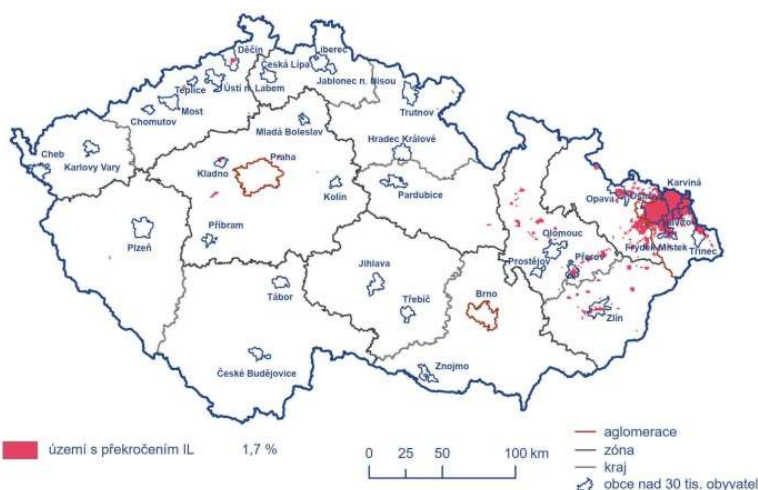 Děčín
Liberec
Česká Lípa
Teplice
Ústí n. Labem
Jablonec n. Nisou
Most
Trutnov
Chomutov
Mladá Boleslav
Hradec Králové
Cheb
Karlovy Vary
Kladno
Praha
Karviná
Kolín
Pardubice
Opava
Příbram
Olomouc
Plzeň
Frýdek Místek
Třinec
Jihlava
Prostějov
Přerov
Tábor
Třebíč
Brno
Zlín
České Budějovice
Znojmo
území s překročením IL 1,7 %
0 25 50 100 km
aglomerace
zóna
kraj
obce nad 30 tis. obyvatel